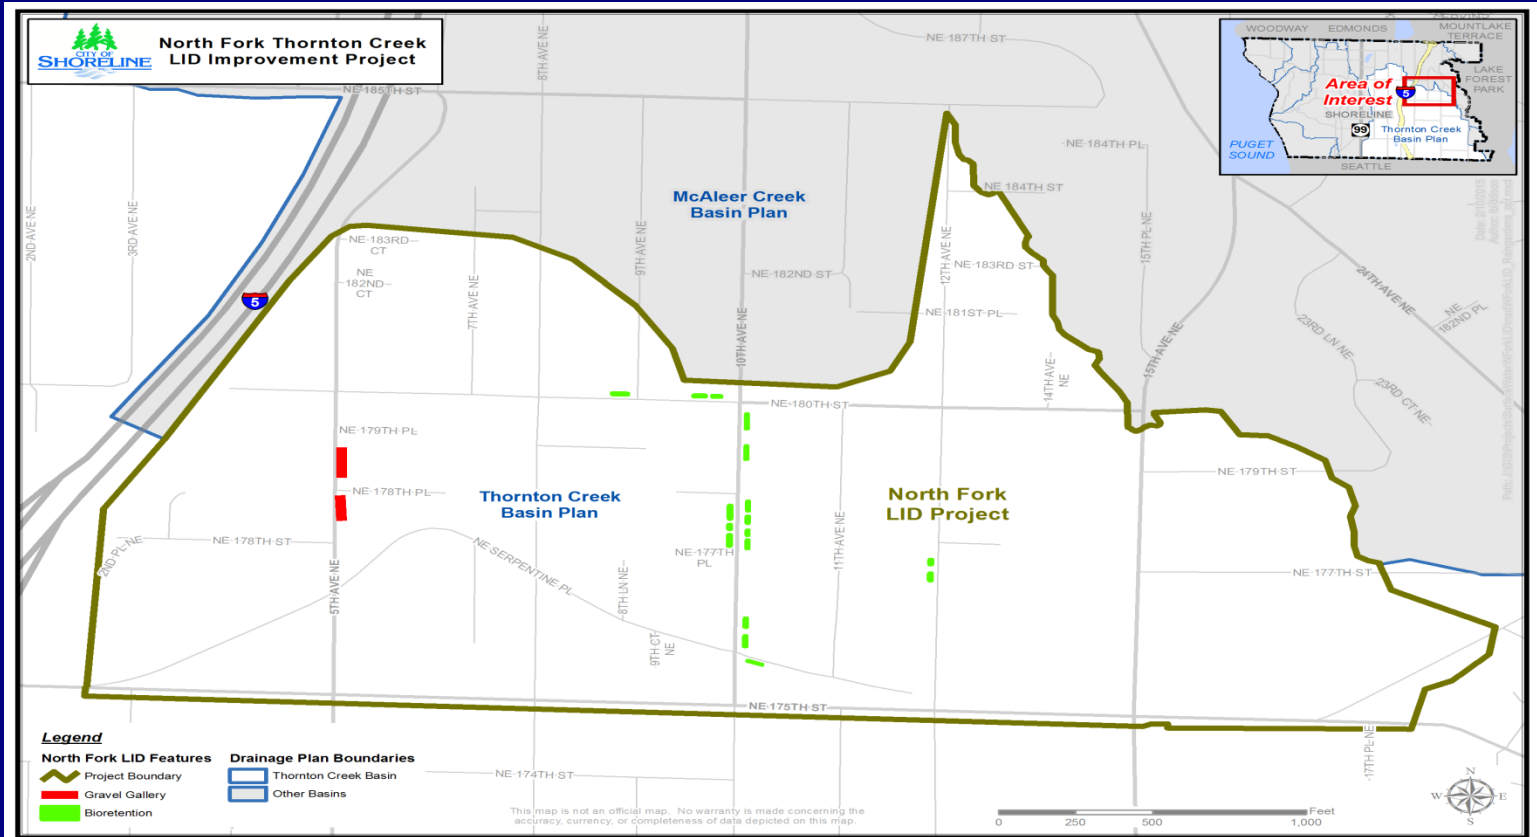 CITY OF
SHORELINE
North Fork Thornton Creek
LID Improvement Project
8TH AVE NE
NE 187TH ST
NE 185TH ST
WOODWAY
EDMONDS
MOUNTLAKE
TERRACE
LAKE
FOREST
PARK
Area of
Interest
5
SHORELINE
99
Thornton Creek
Basin Plan
PUGET
SOUND
SEATTLE
2ND AVE NE
3RD AVE NE
NE 184TH PL
NE 184TH ST
McAleer Creek
Basin Plan
15TH PL NE
NE 183RD
CT
9TH AVE NE
12TH AVE NE
NE 183RD ST
NE
182ND
CT
NE 182ND ST
24TH AVE NE
5
7TH AVE NE
NE 181ST PL
NE
182ND PL
10TH AVE NE
15TH AVE NE
23RD LN NE
14TH AVE
NE
23RD CT NE
NE 180TH ST
NE 179TH PL
NE 179TH ST
NE 178TH PL
Thornton Creek
Basin Plan
North Fork
LID Project
NE 178TH ST
2ND PL NE
NE SERPENTINE PL
NE 177TH
PL
11TH AVE NE
NE 177TH ST
5TH AVE NE
8TH LN NE
9TH CT
NE
NE 175TH ST
17TH PL NE
NE 174TH ST
Legend
North Fork LID Features
Project Boundary
Gravel Gallery
Bioretention
Drainage Plan Boundaries
Thornton Creek Basin
Other Basins
This map is not an official map. No warranty is made concerning the
accuracy, currency, or completeness of data depicted on this map.
Feet
0 250 500 1,000
N
W E
S